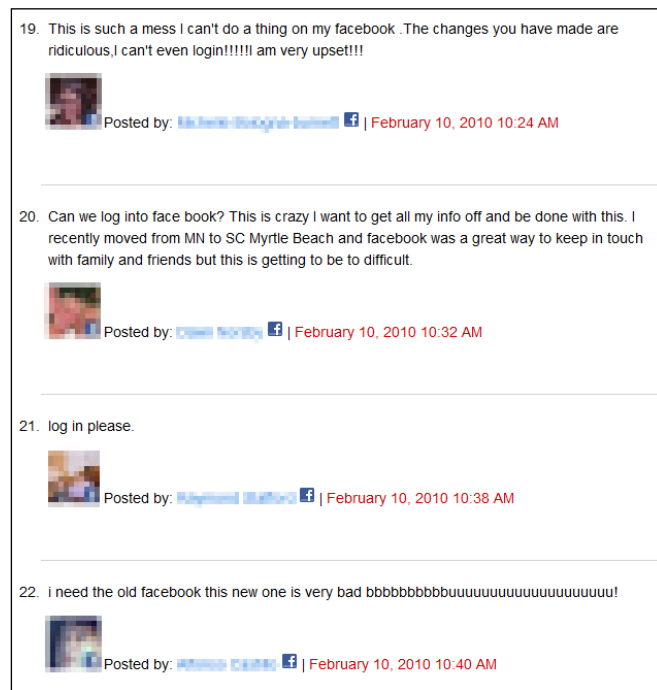 19. This is such a mess I can't do a thing on my facebook .The changes you have made are
ridiculous,I can't even login!!!!!I am very upset!!!
Posted by: | February 10, 2010 10:24 AM
20. Can we log into face book? This is crazy I want to get all my info off and be done with this. I
recently moved from MN to SC Myrtle Beach and facebook was a great way to keep in touch
with family and friends but this is getting to be to difficult.
Posted by: | February 10, 2010 10:32 AM
21. log in please.
Posted by: | February 10, 2010 10:38 AM
22. i need the old facebook this new one is very bad bbbbbbbbbbuuuuuuuuuuuuuuuuuuuu!
Posted by: | February 10, 2010 10:40 AM